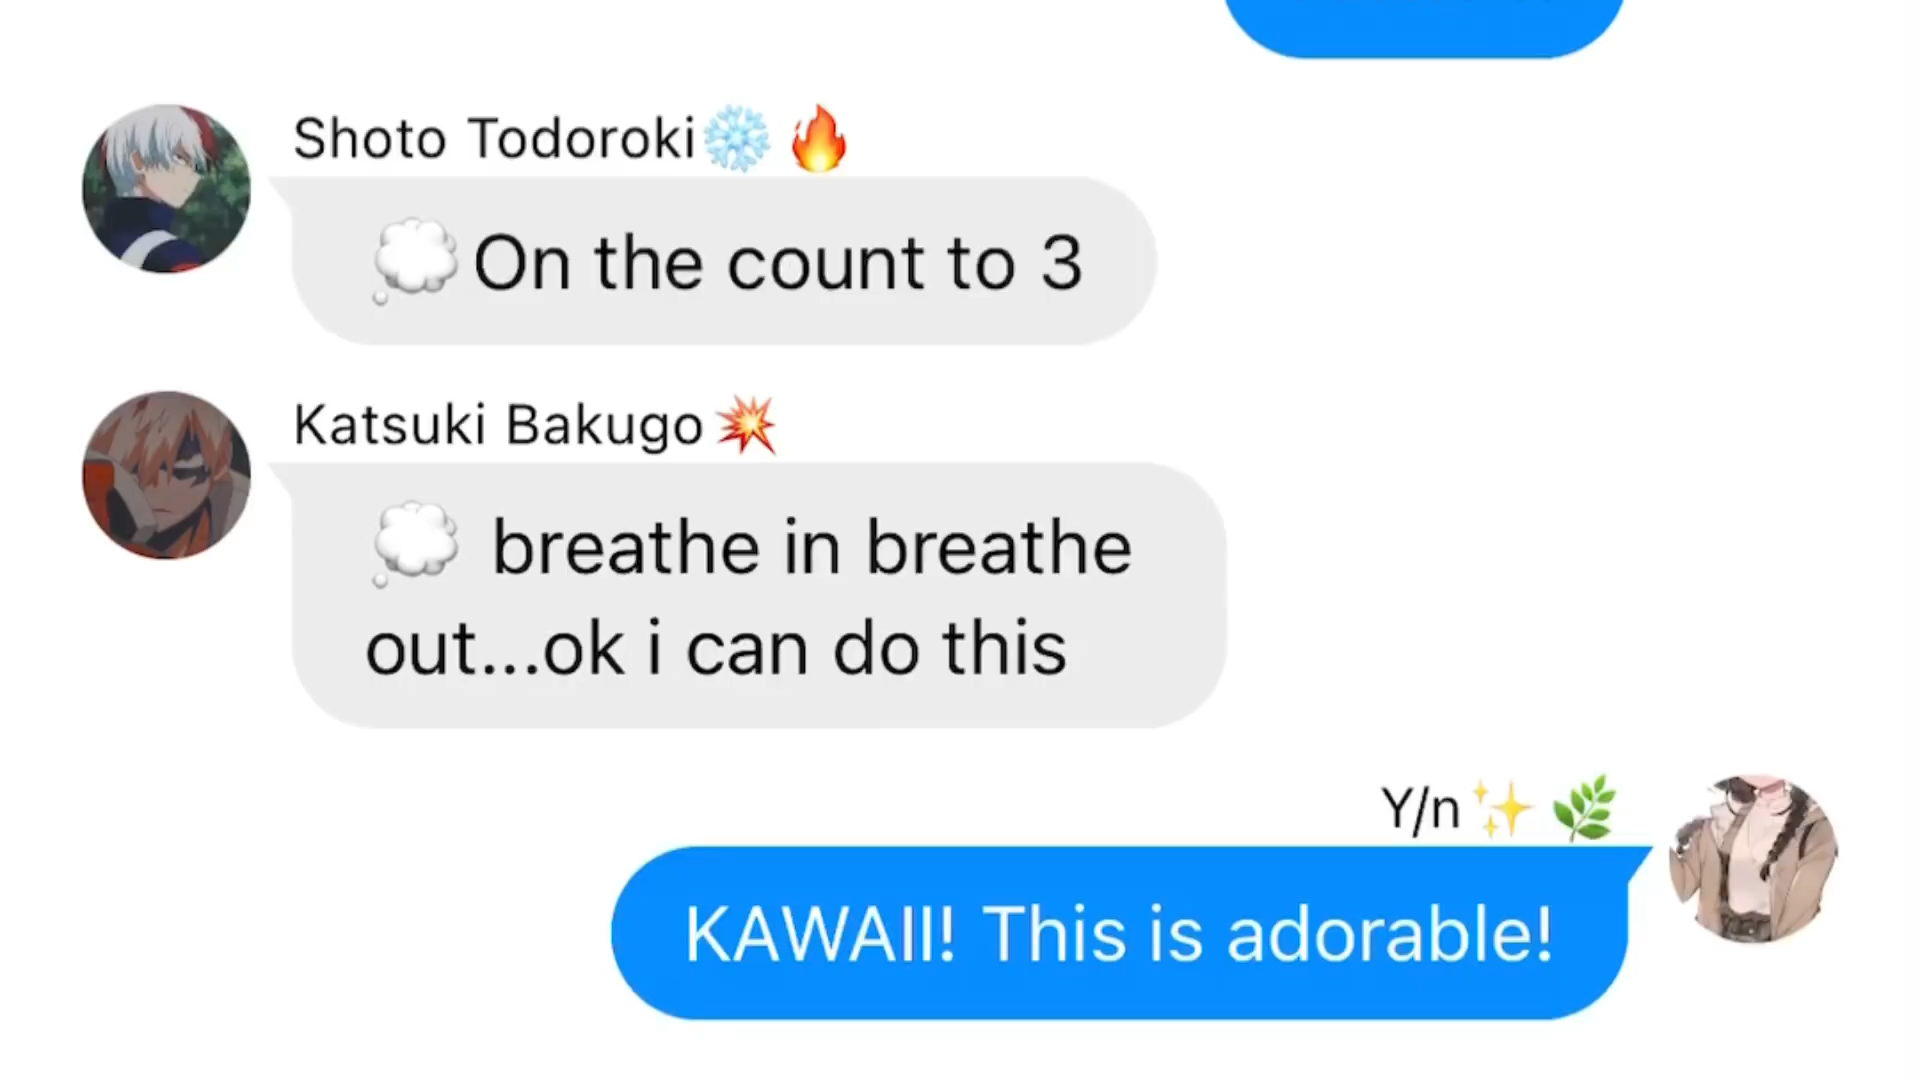 Shoto Todoroki❄️🔥
💭On the count to 3
Katsuki Bakugo💥
💭 breathe in breathe
out...ok i can do this
Y/n✨🌿
KAWAII! This is adorable!